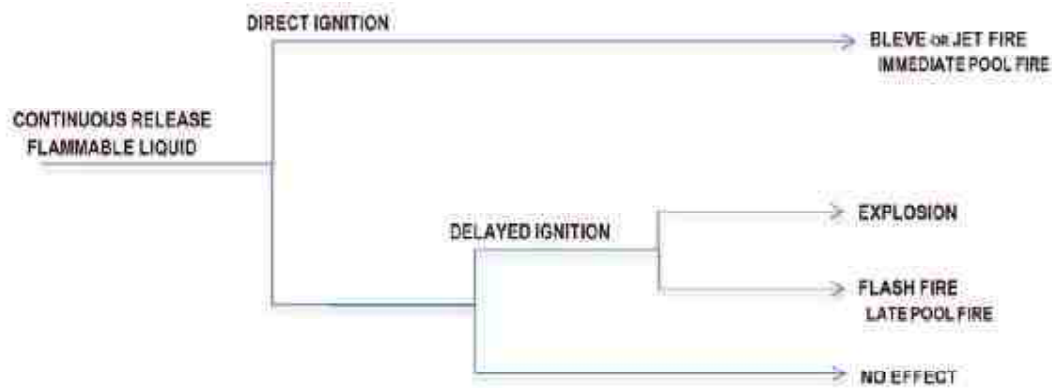 DIRECT IGNITION
BLEVE OR JET FIRE
IMMEDIATE POOL FIRE
CONTINUOUS RELEASE
FLAMMABLE LIQUID
EXPLOSION
DELAYED IGNITION
FLASH FIRE
LATE POOL FIRE
NO EFFECT